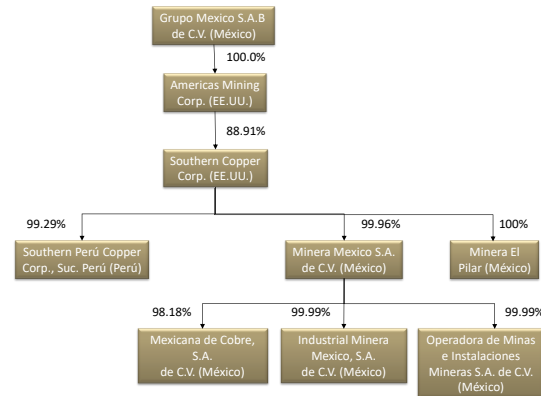 Grupo Mexico S.A.B
de C.V. (México)
100.0%
Americas Mining
Corp. (EE.UU.)
88.91%
Southern Copper
Corp. (EE.UU.)
99.29%
99.96%
100%
Southern Perú Copper
Corp., Suc. Perú (Perú)
Minera Mexico S.A.
de C.V. (México)
Minera El
Pilar (México)
98.18%
99.99%
99.99%
Mexicana de Cobre,
S.A.
de C.V. (México)
Industrial Minera
Mexico, S.A.
de C.V. (México)
Operadora de Minas
e Instalaciones
Mineras S.A. de C.V.
(México)